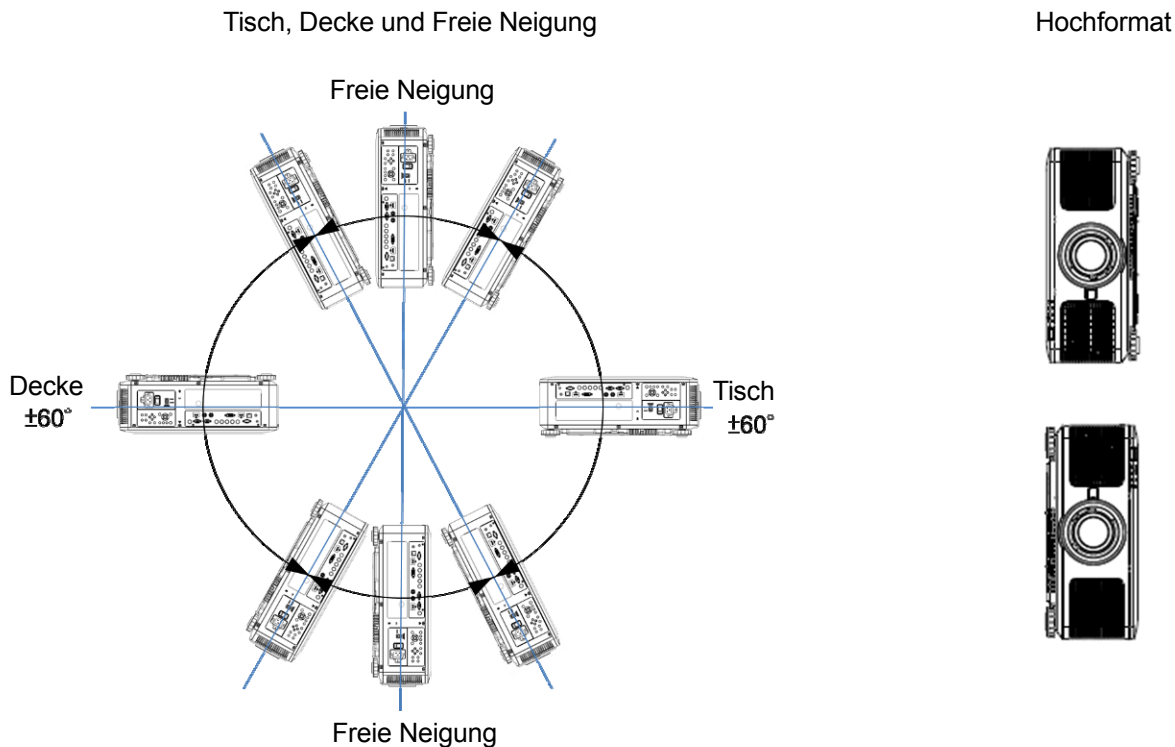 Tisch, Decke und Freie Neigung
Hochformat
Freie Neigung
Decke
±60°
Tisch
±60°
Freie Neigung